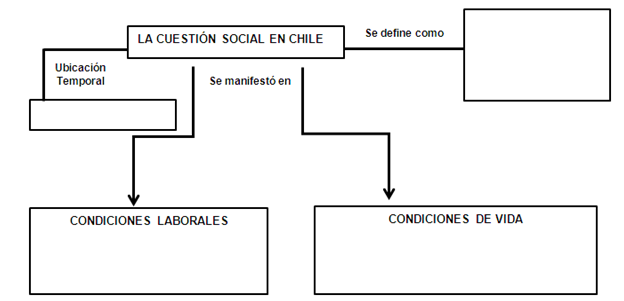 LA CUESTIÓN SOCIAL EN CHILE
Se define como
Ubicación
Temporal
Se manifestó en
CONDICIONES LABORALES
CONDICIONES DE VIDA